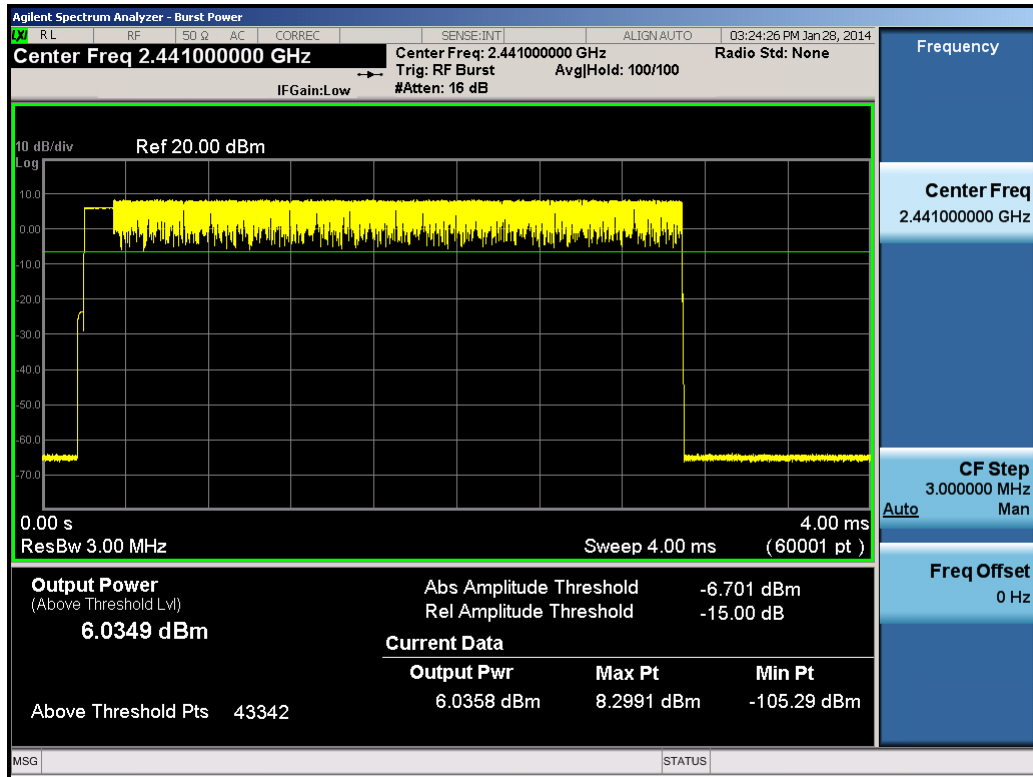 Agilent Spectrum Analyzer - Burst Power
LXI RL RF 50 Ω AC CORREC SENSE:INT ALIGN AUTO 03:24:26 PM Jan 28, 2014
Center Freq 2.441000000 GHz
Center Freq: 2.441000000 GHz Radio Std: None
Trig: RF Burst Avg|Hold: 100/100
IFGain:Low #Atten: 16 dB
10 dB/div Ref 20.00 dBm
Log
10.0
0.00
-10.0
-20.0
-30.0
-40.0
-50.0
-60.0
-70.0
0.00 s 4.00 ms
ResBw 3.00 MHz Sweep 4.00 ms (60001 pt)
Output Power
(Above Threshold Lvl)
6.0349 dBm
Above Threshold Pts 43342
Abs Amplitude Threshold -6.701 dBm
Rel Amplitude Threshold -15.00 dB
Current Data
Output Pwr Max Pt Min Pt
6.0358 dBm 8.2991 dBm -105.29 dBm
MSG STATUS
Frequency
Center Freq
2.441000000 GHz
CF Step
3.000000 MHz
Auto Man
Freq Offset
0 Hz